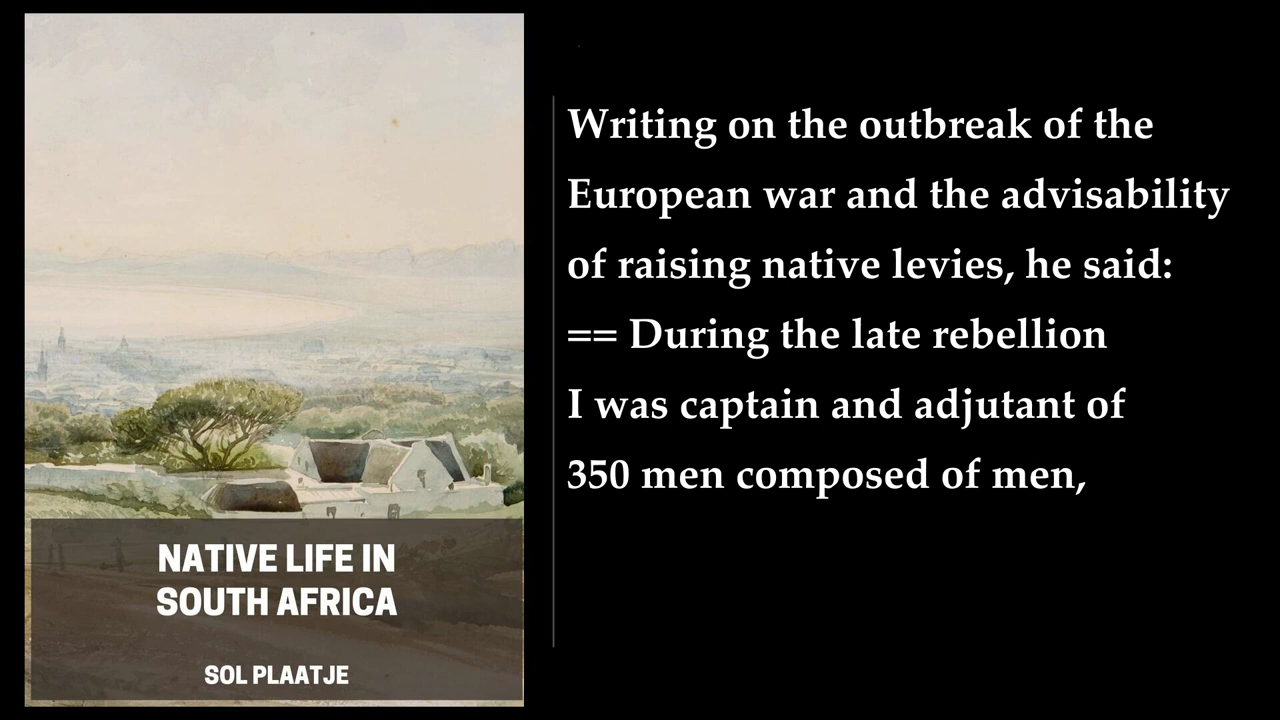 NATIVE LIFE IN
SOUTH AFRICA
SOL PLAATJE
Writing on the outbreak of the
European war and the advisability
of raising native levies, he said:
== During the late rebellion
I was captain and adjutant of
350 men composed of men,